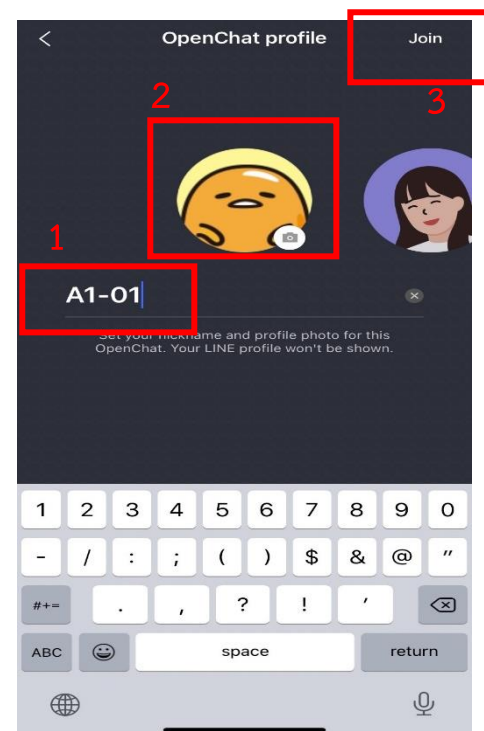 OpenChat profile
Join
2
3
1
A1-01
Set your nickname and profile photo for this
OpenChat. Your LINE profile won't be shown.
1 2 3 4 5 6 7 8 9 0
- / : ; ( ) $ & @ "
#+= . , ? ! '
ABC space return